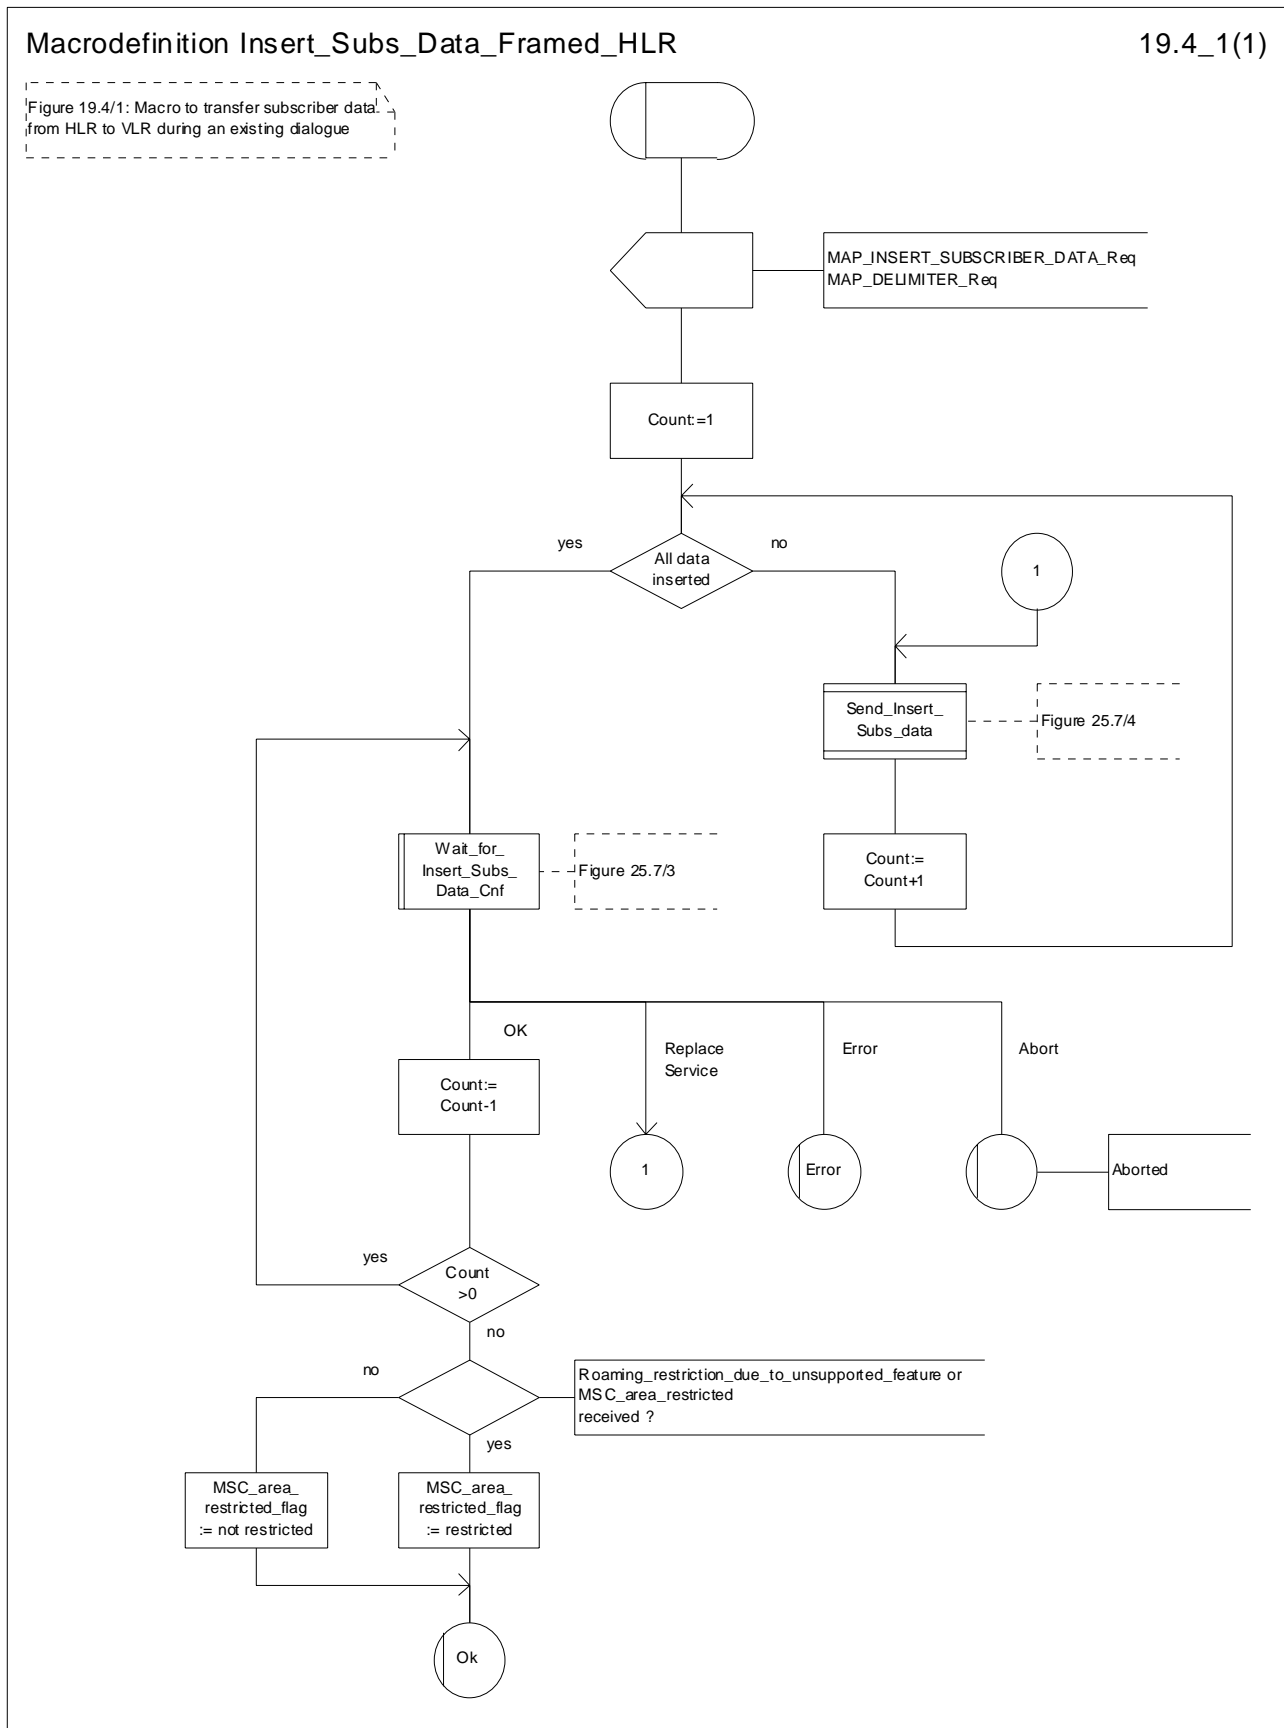 Macrodefinition Insert_Subs_Data_Framed_HLR
19.4_1(1)
Figure 19.4/1: Macro to transfer subscriber data
from HLR to VLR during an existing dialogue
MAP_INSERT_SUBSCRIBER_DATA_Req
MAP_DELIMITER_Req
Count:=1
yes
All data
inserted
no
1
Send_Insert_
Subs_data
Figure 25.7/4
Wait_for_
Insert_Subs_
Data_Cnf
Figure 25.7/3
Count:=
Count+1
OK
Replace
Service
Error
Abort
Count:=
Count-1
1
Error
Aborted
yes
Count
>0
no
no
Roaming_restriction_due_to_unsupported_feature or
MSC_area_restricted
received ?
yes
MSC_area_
restricted_flag
:= not restricted
MSC_area_
restricted_flag
:= restricted
Ok